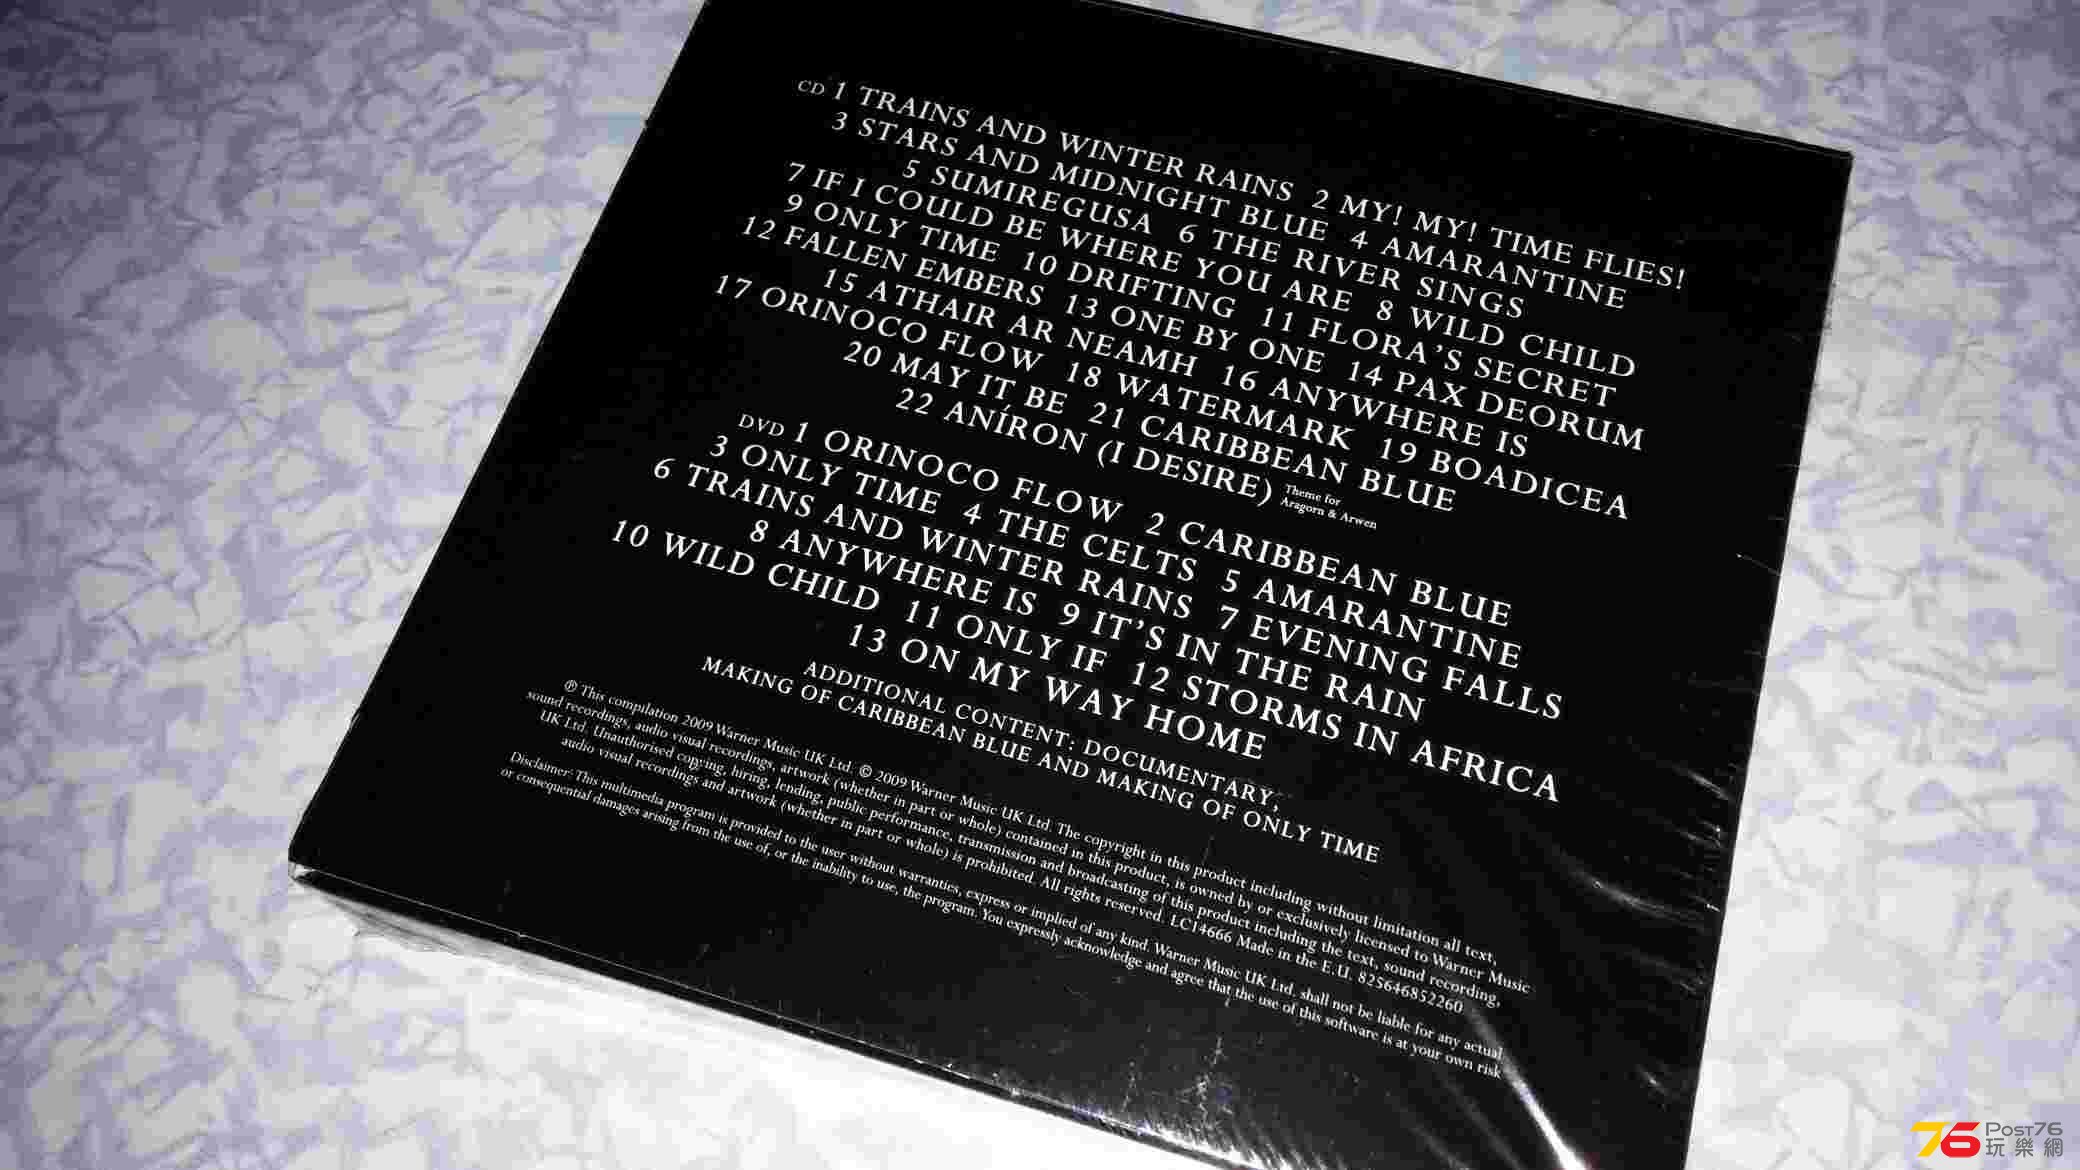 CD 1 TRAINS AND WINTER RAINS 2 MY! MY! TIME FLIES!
3 STARS AND MIDNIGHT BLUE 4 AMARANTINE
5 SUMIREGUSA 6 THE RIVER SINGS
7 IF I COULD BE WHERE YOU ARE 8 WILD CHILD
9 ONLY TIME 10 DRIFTING 11 FLORA'S SECRET
12 FALLEN EMBERS 13 ONE BY ONE 14 PAX DEORUM
15 ATHAIR AR NEAMH 16 ANYWHERE IS
17 ORINOCO FLOW 18 WATERMARK 19 BOADICEA
20 MAY IT BE 21 CARIBBEAN BLUE
22 ANÍRON (I DESIRE) Theme for
Aragorn & Arwen
DVD 1 ORINOCO FLOW 2 CARIBBEAN BLUE
3 ONLY TIME 4 THE CELTS 5 AMARANTINE
6 TRAINS AND WINTER RAINS 7 EVENING FALLS
8 ANYWHERE IS 9 IT'S IN THE RAIN
10 WILD CHILD 11 ONLY IF 12 STORMS IN AFRICA
13 ON MY WAY HOME
ADDITIONAL CONTENT: DOCUMENTARY,
MAKING OF CARIBBEAN BLUE AND MAKING OF ONLY TIME
℗ This compilation 2009 Warner Music UK Ltd. © 2009 Warner Music UK Ltd. The copyright in this product including without limitation all text,
sound recordings, audio visual recordings, artwork (whether in part or whole) contained in this product, is owned by or exclusively licensed to Warner Music
UK Ltd. Unauthorised copying, hiring, lending, public performance, transmission and broadcasting of this product including the text, sound recording,
audio visual recordings and artwork (whether in part or whole) is prohibited. All rights reserved. LC14666 Made in the E.U. 825646852260
Disclaimer: This multimedia program is provided to the user without warranties, express or implied of any kind. Warner Music UK Ltd. shall not be liable for any actual
or consequential damages arising from the use of, or the inability to use, the program. You expressly acknowledge and agree that the use of this software is at your own risk
76 Post76
玩樂網